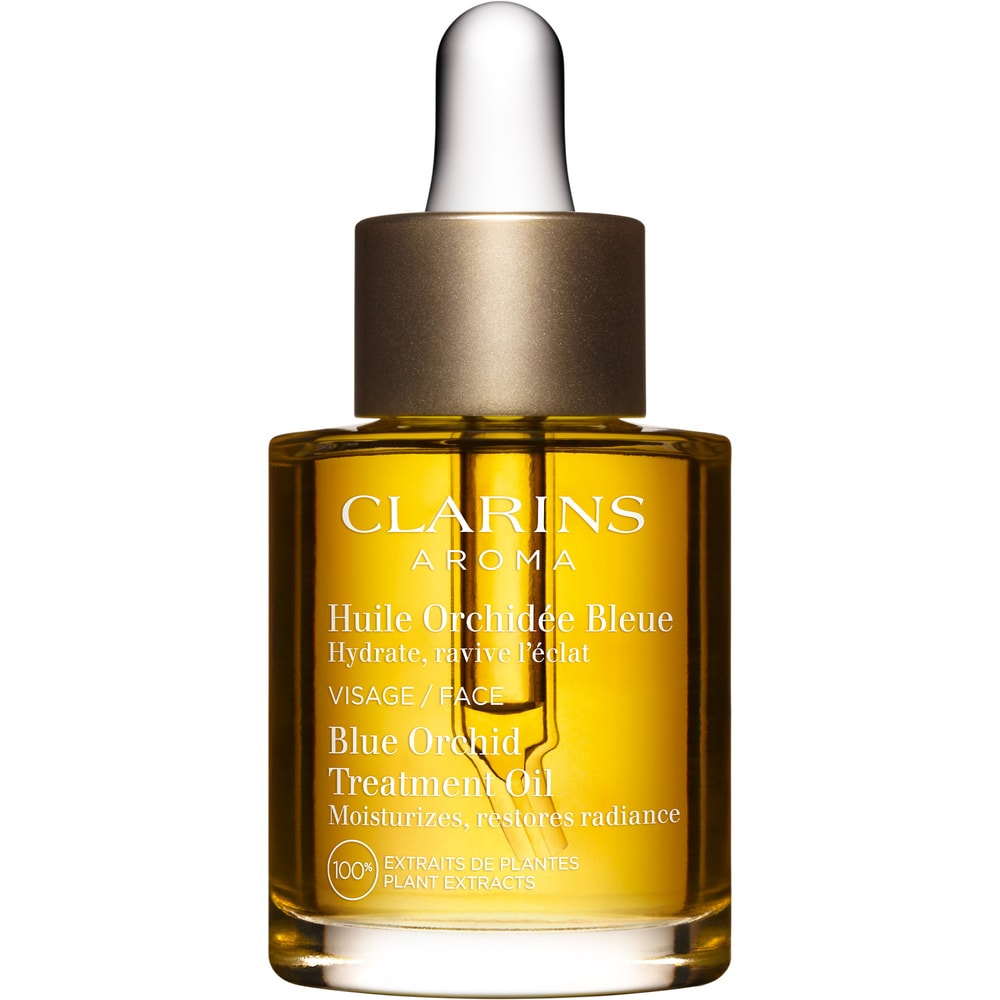 CLARINS
AROMA
Huile Orchidée Bleue
Hydrate, ravive l'éclat
VISAGE / FACE
Blue Orchid
Treatment Oil
Moisturizes, restores radiance
100%
EXTRAITS DE PLANTES
PLANT EXTRACTS